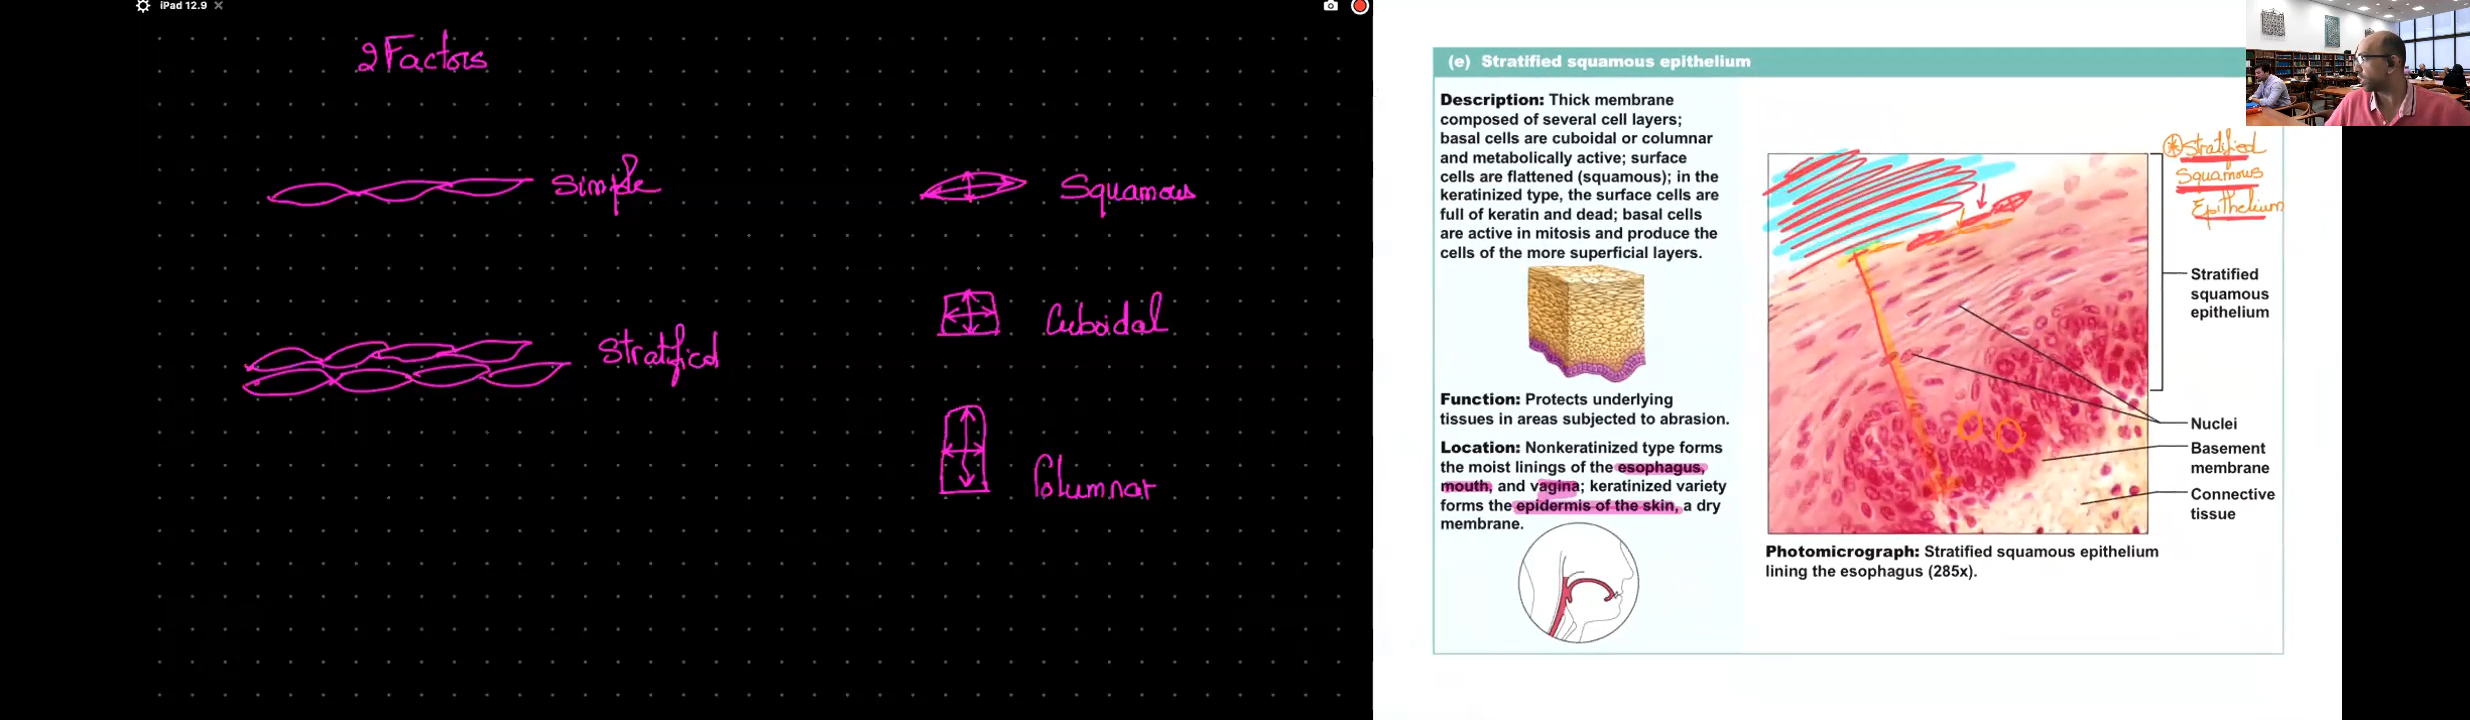 iPad 12.9
2 Factors
Simple
Stratified
Squamous
Cuboidal
Columnar
(e) Stratified squamous epithelium
Description: Thick membrane
composed of several cell layers;
basal cells are cuboidal or columnar
and metabolically active; surface
cells are flattened (squamous); in the
keratinized type, the surface cells are
full of keratin and dead; basal cells
are active in mitosis and produce the
cells of the more superficial layers.
Function: Protects underlying
tissues in areas subjected to abrasion.
Location: Nonkeratinized type forms
the moist linings of the esophagus,
mouth, and vagina; keratinized variety
forms the epidermis of the skin, a dry
membrane.
Stratified
Squamous
Epithelium
Stratified
squamous
epithelium
Nuclei
Basement
membrane
Connective
tissue
Photomicrograph: Stratified squamous epithelium
lining the esophagus (285x).